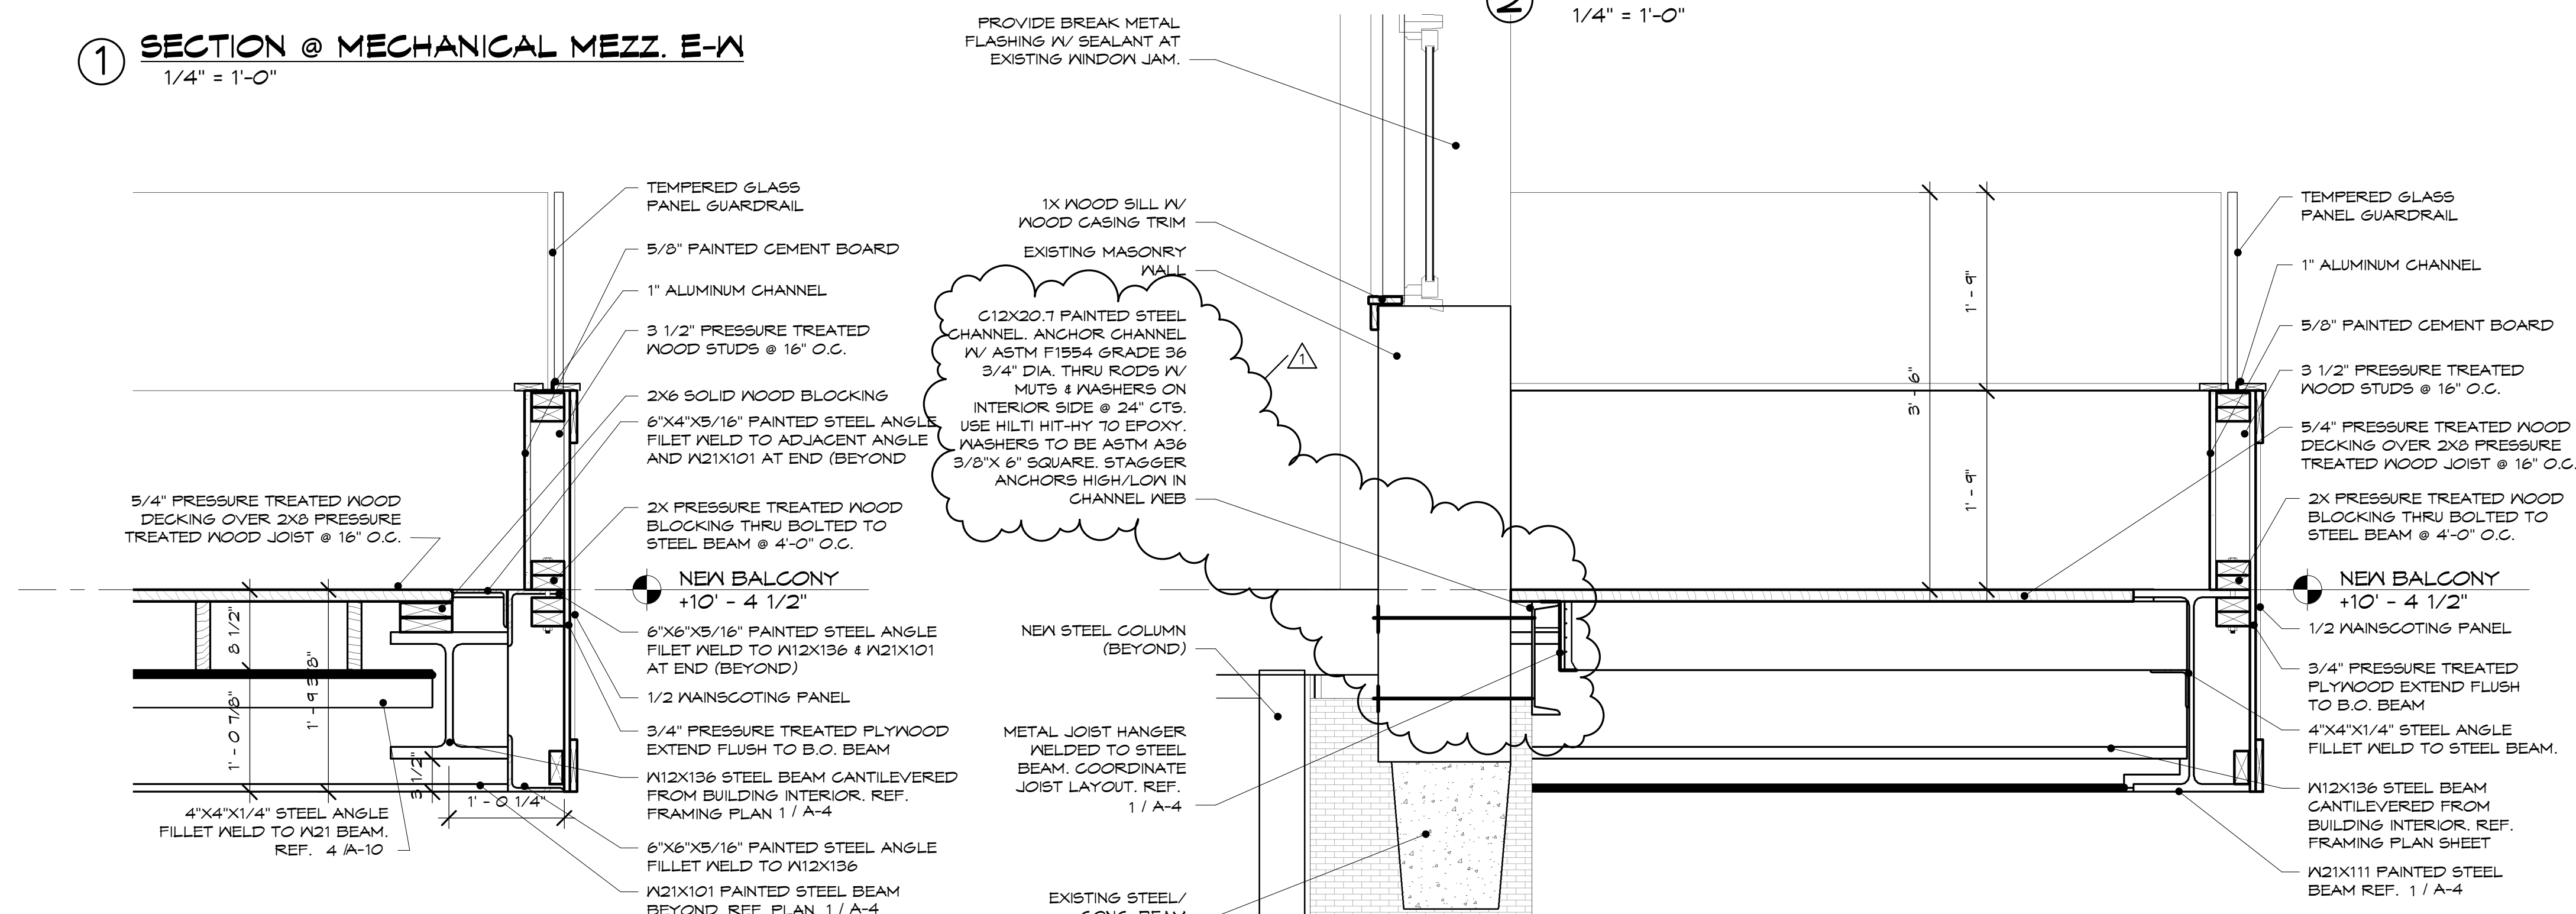 1 SECTION @ MECHANICAL MEZZ. E-W
1/4" = 1'-0"
2
1/4" = 1'-0"
TEMPERED GLASS
PANEL GUARDRAIL
5/8" PAINTED CEMENT BOARD
1" ALUMINUM CHANNEL
3 1/2" PRESSURE TREATED
WOOD STUDS @ 16" O.C.
2X6 SOLID WOOD BLOCKING
6"X4"X5/16" PAINTED STEEL ANGLE
FILET WELD TO ADJACENT ANGLE
AND W21X101 AT END (BEYOND
5/4" PRESSURE TREATED WOOD
DECKING OVER 2X8 PRESSURE
TREATED WOOD JOIST @ 16" O.C.
2X PRESSURE TREATED WOOD
BLOCKING THRU BOLTED TO
STEEL BEAM @ 4'-0" O.C.
NEW BALCONY
+10' - 4 1/2"
6"X6"X5/16" PAINTED STEEL ANGLE
FILET WELD TO W12X136 & W21X101
AT END (BEYOND)
1/2 WAINSCOTING PANEL
3/4" PRESSURE TREATED PLYWOOD
EXTEND FLUSH TO B.O. BEAM
W12X136 STEEL BEAM CANTILEVERED
FROM BUILDING INTERIOR. REF.
FRAMING PLAN 1 / A-4
6"X6"X5/16" PAINTED STEEL ANGLE
FILLET WELD TO W12X136
W21X101 PAINTED STEEL BEAM
BEYOND. REF. PLAN 1 / A-4
8 1/2"
1' - 0 7/8"
1' - 9 3/8"
3 1/2"
1' - 0 1/4"
4"X4"X1/4" STEEL ANGLE
FILLET WELD TO W21 BEAM.
REF. 4 /A-10
PROVIDE BREAK METAL
FLASHING W/ SEALANT AT
EXISTING WINDOW JAM.
1X WOOD SILL W/
WOOD CASING TRIM
EXISTING MASONRY
WALL
C12X20.7 PAINTED STEEL
CHANNEL. ANCHOR CHANNEL
W/ ASTM F1554 GRADE 36
3/4" DIA. THRU RODS W/
MUTS & WASHERS ON
INTERIOR SIDE @ 24" CTS.
USE HILTI HIT-HY 70 EPOXY.
WASHERS TO BE ASTM A36
3/8"X 6" SQUARE. STAGGER
ANCHORS HIGH/LOW IN
CHANNEL WEB
1
NEW STEEL COLUMN
(BEYOND)
METAL JOIST HANGER
WELDED TO STEEL
BEAM. COORDINATE
JOIST LAYOUT. REF.
1 / A-4
EXISTING STEEL/
CONC. BEAM
3' - 6"
1' - 9"
1' - 9"
TEMPERED GLASS
PANEL GUARDRAIL
1" ALUMINUM CHANNEL
5/8" PAINTED CEMENT BOARD
3 1/2" PRESSURE TREATED
WOOD STUDS @ 16" O.C.
5/4" PRESSURE TREATED WOOD
DECKING OVER 2X8 PRESSURE
TREATED WOOD JOIST @ 16" O.C.
2X PRESSURE TREATED WOOD
BLOCKING THRU BOLTED TO
STEEL BEAM @ 4'-0" O.C.
NEW BALCONY
+10' - 4 1/2"
1/2 WAINSCOTING PANEL
3/4" PRESSURE TREATED
PLYWOOD EXTEND FLUSH
TO B.O. BEAM
4"X4"X1/4" STEEL ANGLE
FILLET WELD TO STEEL BEAM.
W12X136 STEEL BEAM
CANTILEVERED FROM
BUILDING INTERIOR. REF.
FRAMING PLAN SHEET
W21X111 PAINTED STEEL
BEAM REF. 1 / A-4